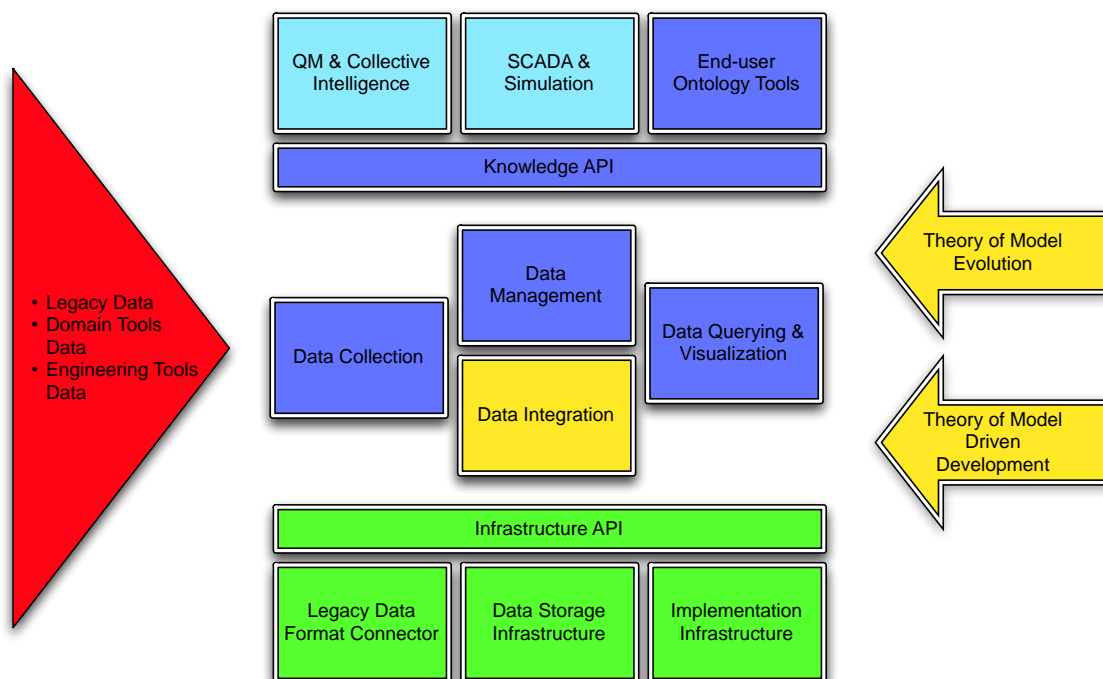 QM & Collective
Intelligence
SCADA &
Simulation
End-user
Ontology Tools
Knowledge API
• Legacy Data
• Domain Tools
Data
• Engineering Tools
Data
Data Collection
Data
Management
Data Integration
Data Querying &
Visualization
Theory of Model
Evolution
Theory of Model
Driven
Development
Infrastructure API
Legacy Data
Format Connector
Data Storage
Infrastructure
Implementation
Infrastructure